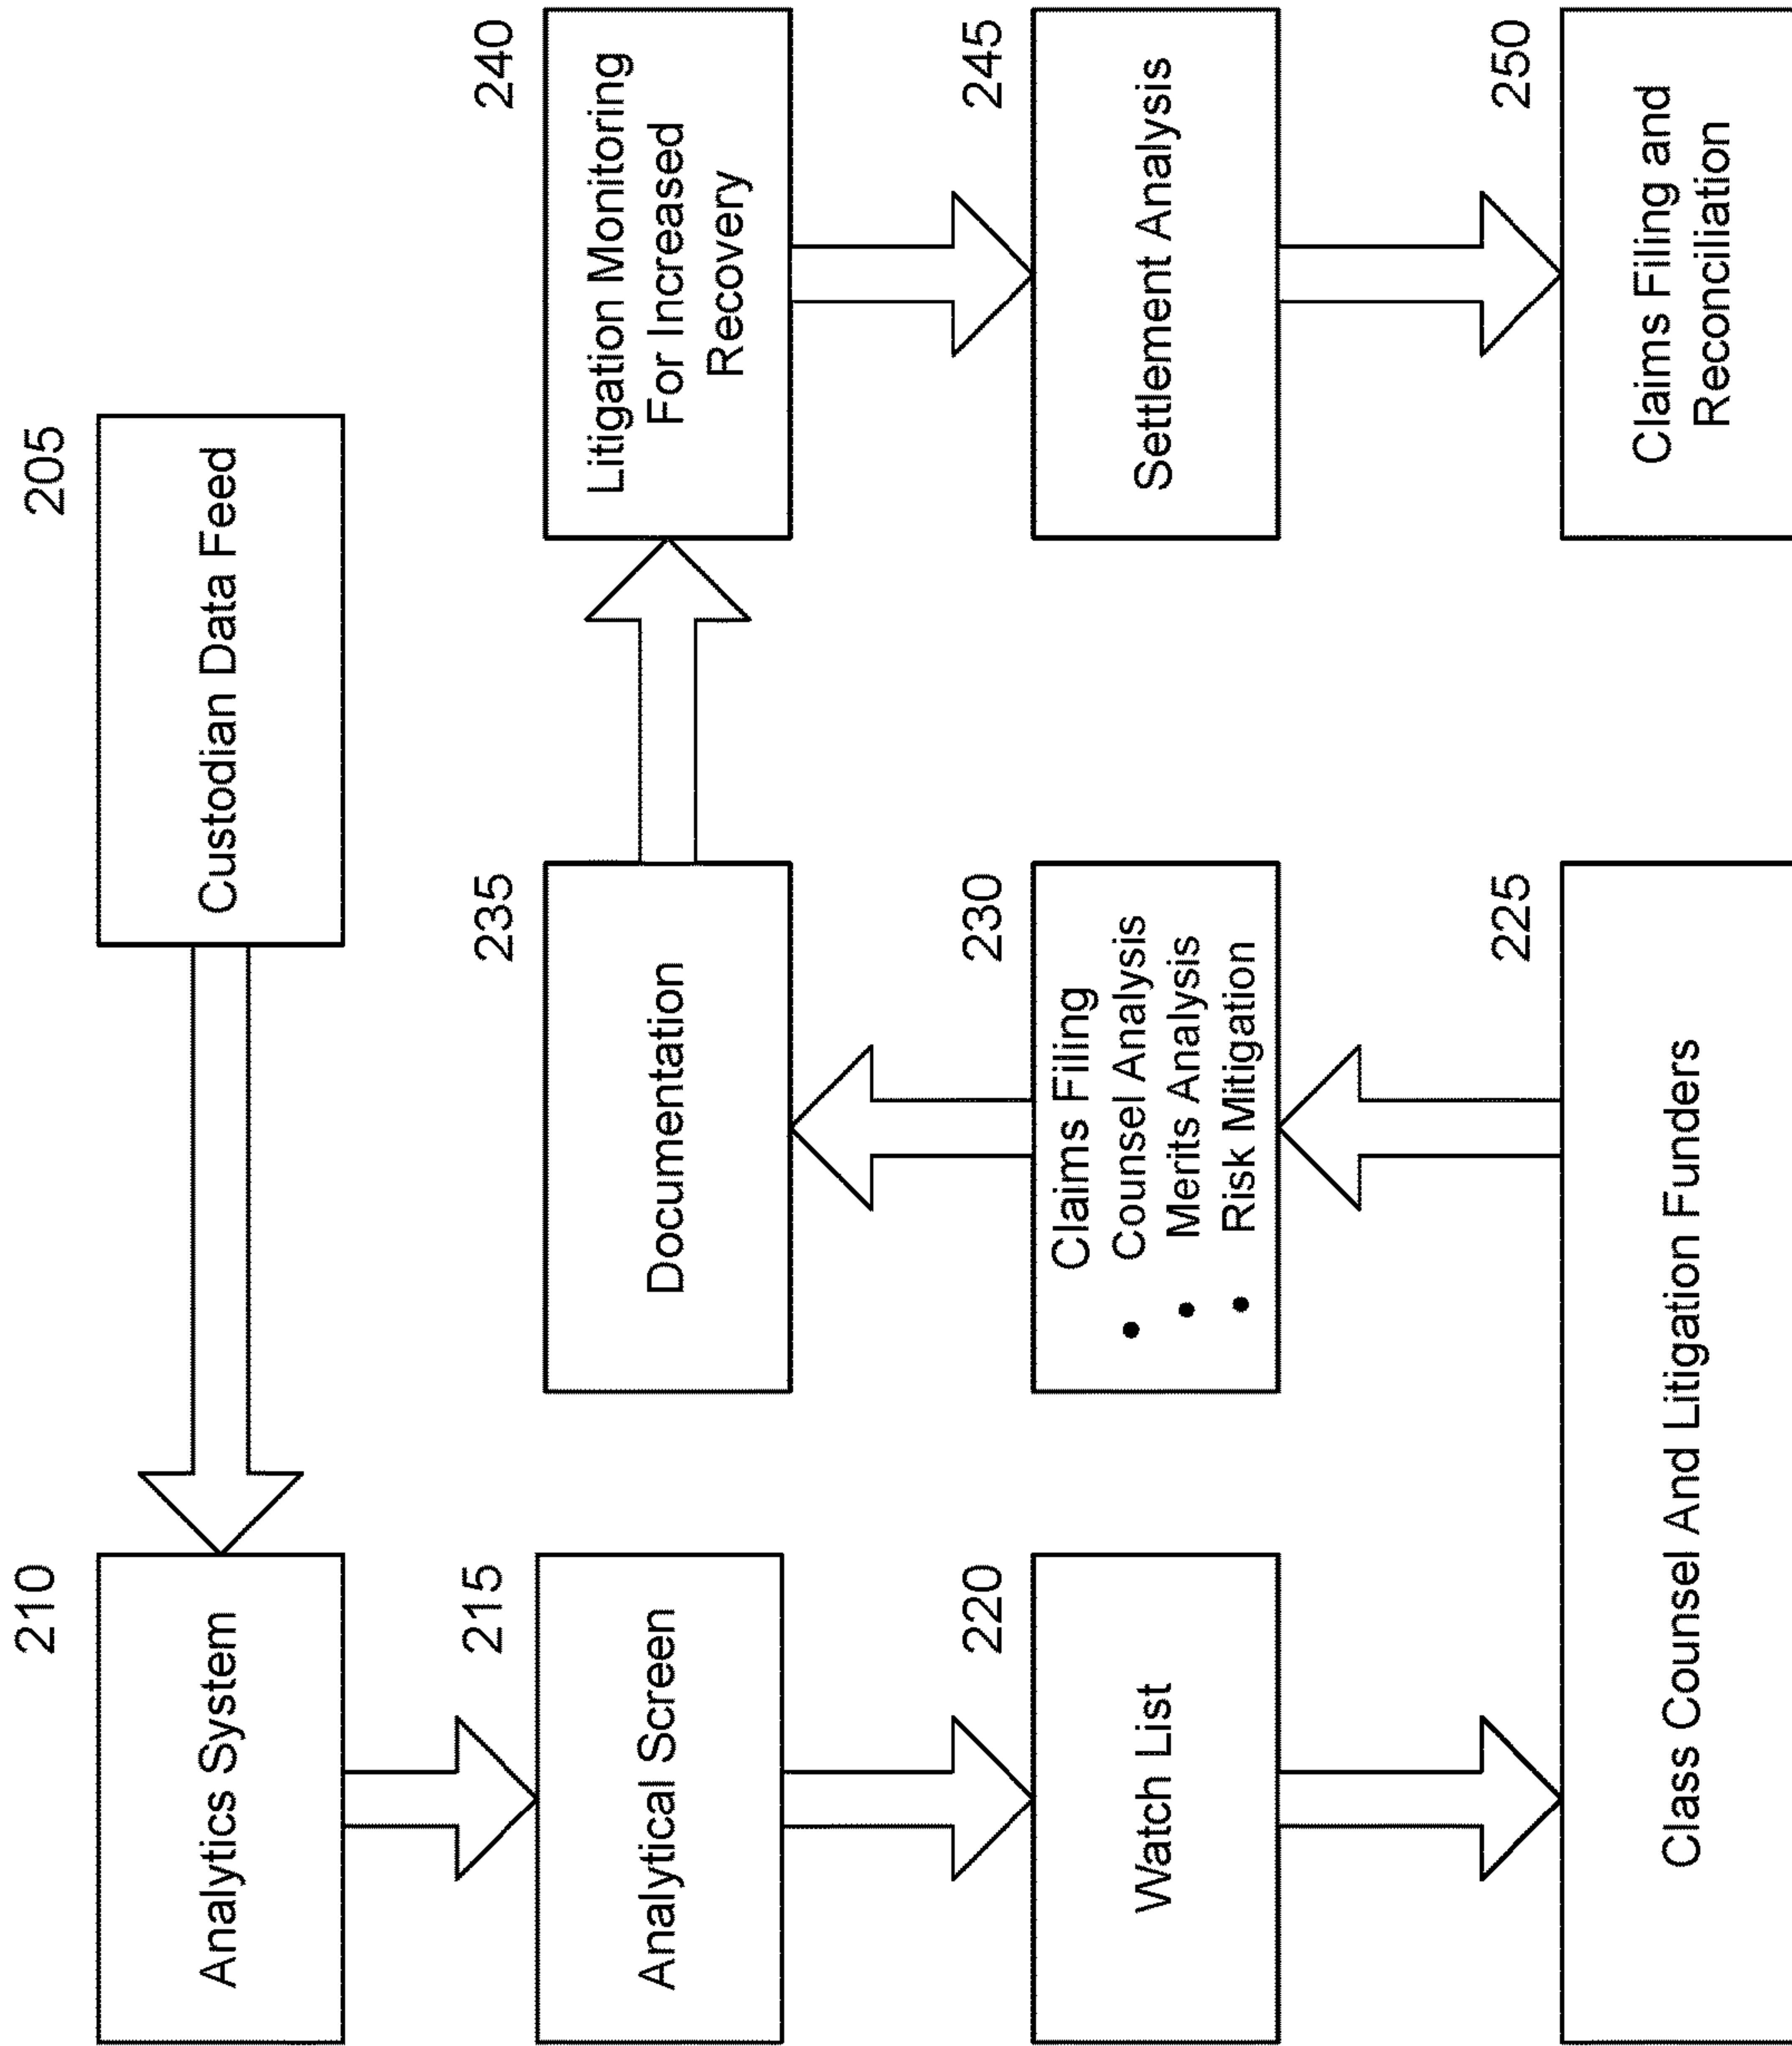 205
Custodian Data Feed
210
Analytics System
215
Analytical Screen
220
Watch List
225
Class Counsel And Litigation Funders
230
Claims Filing
• Counsel Analysis
• Merits Analysis
• Risk Mitigation
235
Documentation
240
Litigation Monitoring
For Increased
Recovery
245
Settlement Analysis
250
Claims Filing and
Reconciliation